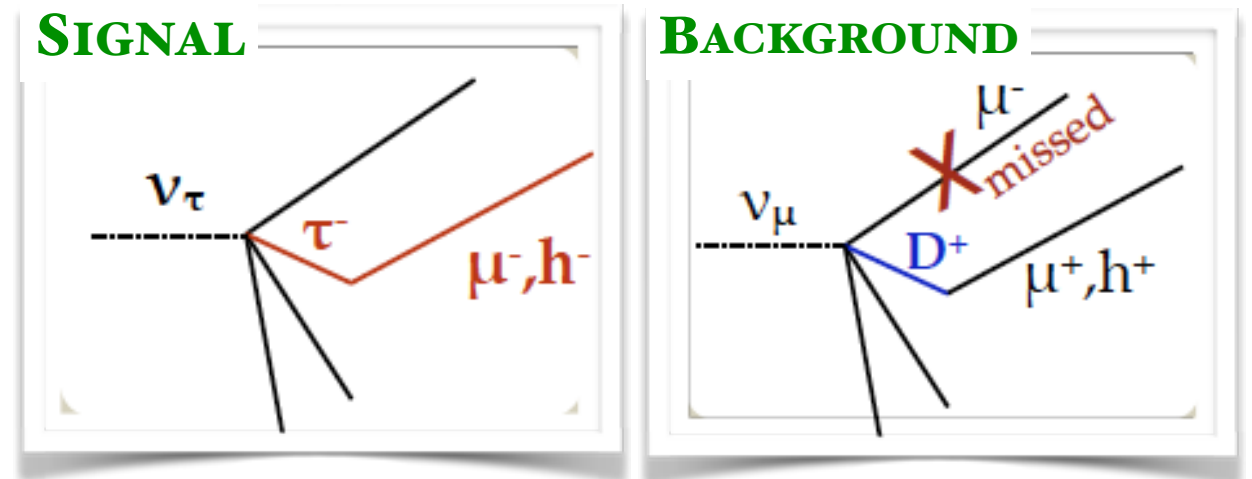 SIGNAL
ντ
τ-
μ-,h-
BACKGROUND
μ-
X
missed
νμ
D+
μ+,h+